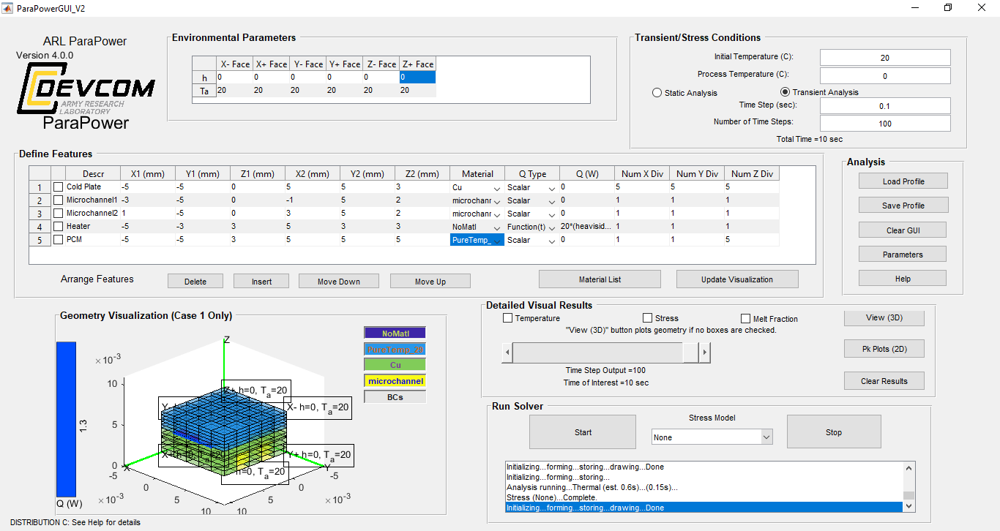 ParaPowerGUI_V2
ARL ParaPower
Version 4.0.0
DEVCOM
ARMY RESEARCH
LABORATORY
ParaPower
Environmental Parameters
X- Face X+ Face Y- Face Y+ Face Z- Face Z+ Face
h 0 0 0 0 0 0
Ta 20 20 20 20 20 20
Transient/Stress Conditions
Initial Temperature (C): 20
Process Temperature (C): 0
Static Analysis Transient Analysis
Time Step (sec): 0.1
Number of Time Steps: 100
Total Time =10 sec
Define Features
Descr X1 (mm) Y1 (mm) Z1 (mm) X2 (mm) Y2 (mm) Z2 (mm) Material Q Type Q (W) Num X Div Num Y Div Num Z Div
1 Cold Plate -5 -5 0 5 5 3 Cu Scalar 0 5 5 5
2 Microchannel1 -3 -5 0 -1 5 2 microchanr Scalar 0 1 1 1
3 Microchannel2 1 -5 0 3 5 2 microchanr Scalar 0 1 1 1
4 Heater -5 -3 3 5 3 3 NoMatl Function(t) 20*(heavisid... 1 1 1
5 PCM -5 -5 3 5 5 5 PureTemp_ Scalar 0 1 1 5
Arrange Features
Delete
Insert
Move Down
Move Up
Material List
Update Visualization
Analysis
Load Profile
Save Profile
Clear GUI
Parameters
Help
Geometry Visualization (Case 1 Only)
1.3
Q (W)
×10-3
10
5
0
-5
0
5
10
×10-3
10
5
0
-5
×10-3
Z
X
Y
Z+ h=0, Ta=20
Y-
X- h=0, Ta=20
X+ h=0, Ta=20
Y+ h=0, Ta=20
h=0, Ta=20
NoMatl
PureTemp_29
Cu
microchannel
BCs
Detailed Visual Results
Temperature Stress Melt Fraction
"View (3D)" button plots geometry if no boxes are checked.
Time Step Output =100
Time of Interest =10 sec
View (3D)
Pk Plots (2D)
Clear Results
Run Solver
Start
Stress Model
None
Stop
Initializing...forming...storing...drawing...Done
Initializing...forming...storing...
Analysis running...Thermal (est. 0.6s)...(0.15s)...
Stress (None)...Complete.
Initializing...forming...storing...drawing...Done
DISTRIBUTION C: See Help for details